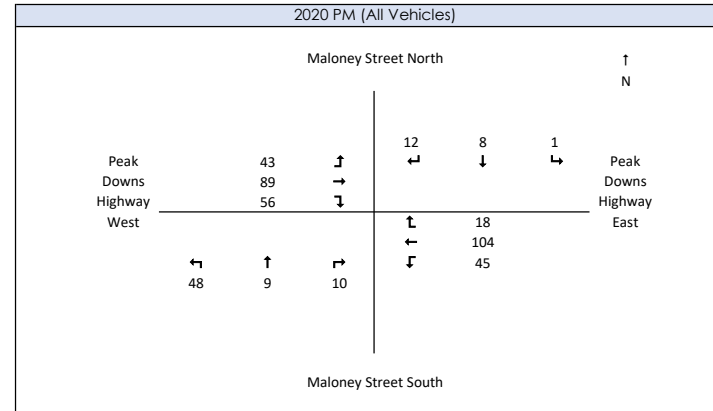 2020 PM (All Vehicles)
Maloney Street North
↑
N
12 8 1
↵ ↓ ↳
Peak 43 ⮥ Peak
Downs 89 → Downs
Highway 56 ⮧ Highway
West ⮤ 18 East
← 104
↰ ↑ ↱ ⮦ 45
48 9 10
Maloney Street South